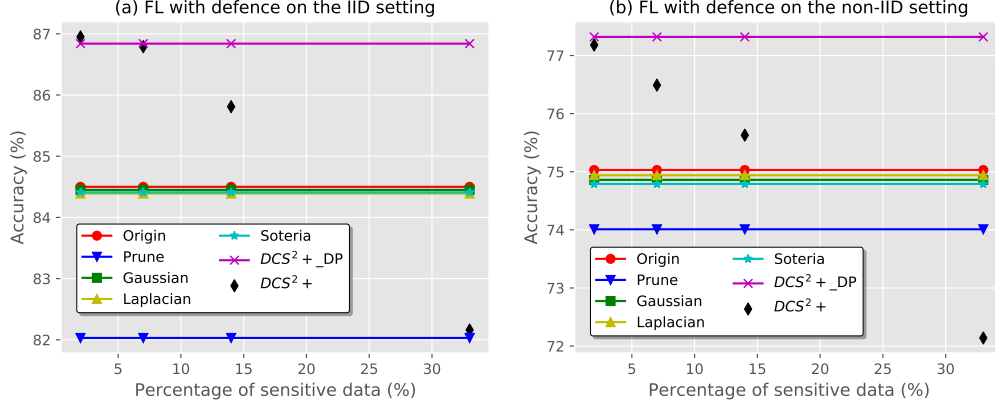 (a) FL with defence on the IID setting
87
86
85
84
83
82
Accuracy (%)
Origin
Prune
Gaussian
Laplacian
Soteria
DCS² + _DP
DCS² +
5 10 15 20 25 30
Percentage of sensitive data (%)
(b) FL with defence on the non-IID setting
77
76
75
74
73
72
Accuracy (%)
Origin
Prune
Gaussian
Laplacian
Soteria
DCS² + _DP
DCS² +
5 10 15 20 25 30
Percentage of sensitive data (%)